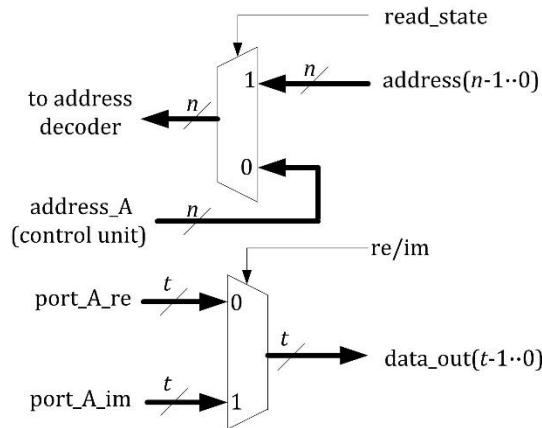 read_state
1
n
address(n-1··0)
n
to address
decoder
0
address_A
(control unit)
n
re/im
port_A_re
t
0
t
data_out(t-1··0)
port_A_im
t
1